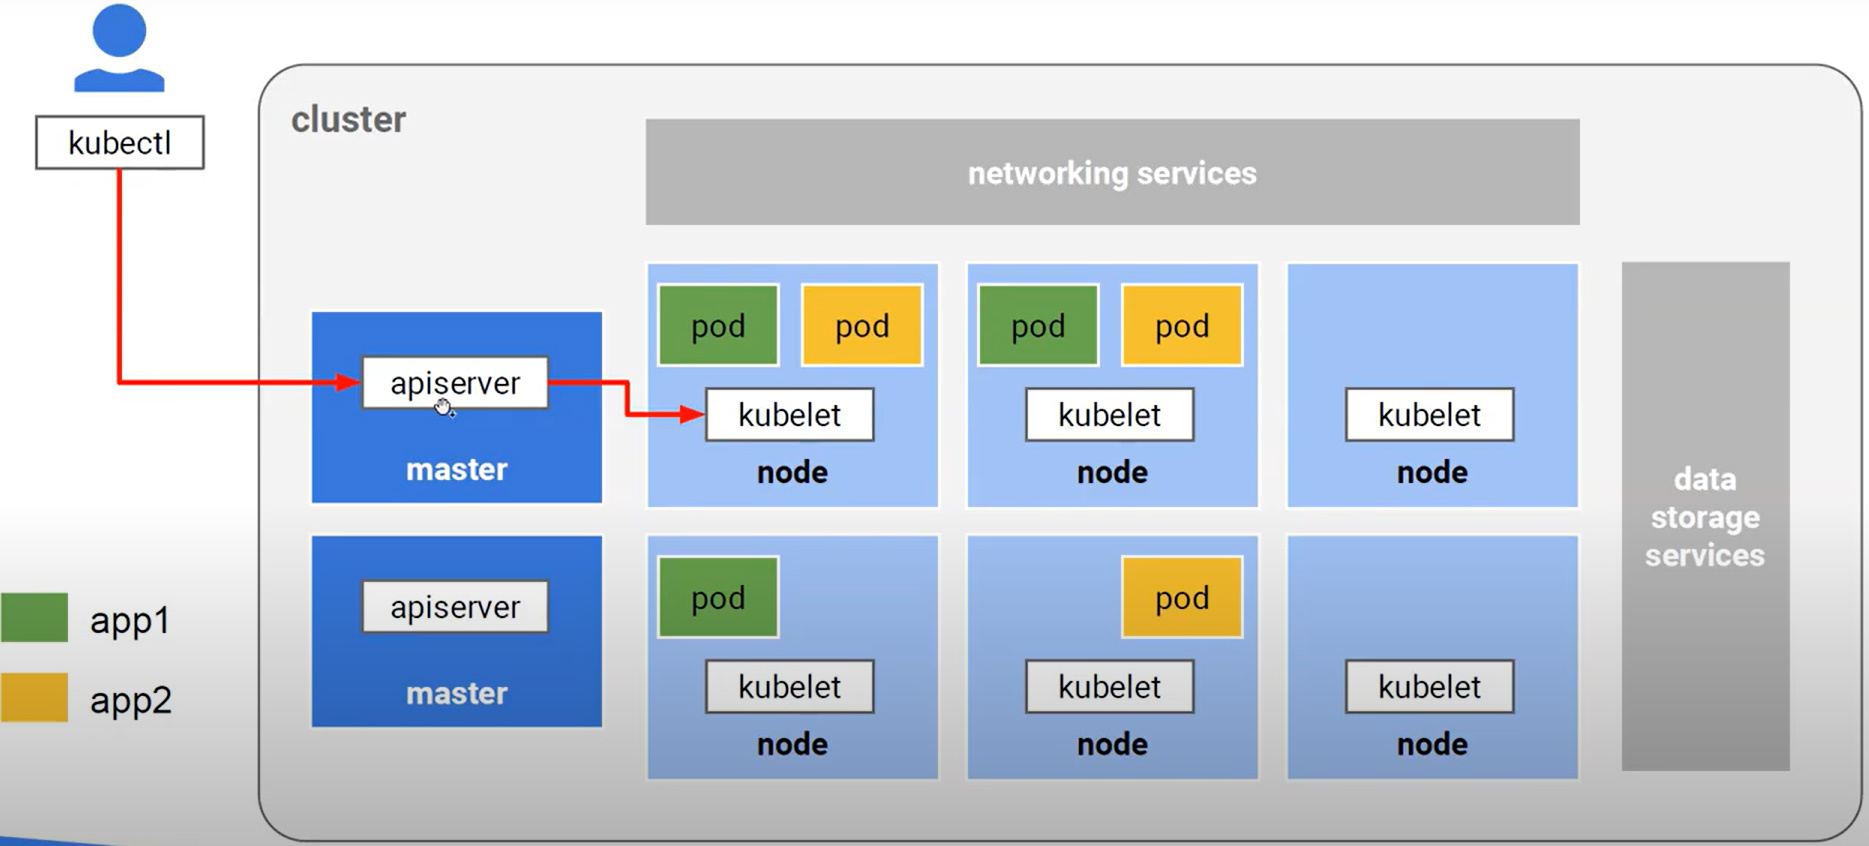 kubectl
cluster
networking services
pod
pod
pod
pod
apiserver
kubelet
kubelet
kubelet
master
node
node
node
data
storage
services
pod
pod
apiserver
app1
kubelet
kubelet
kubelet
master
app2
node
node
node